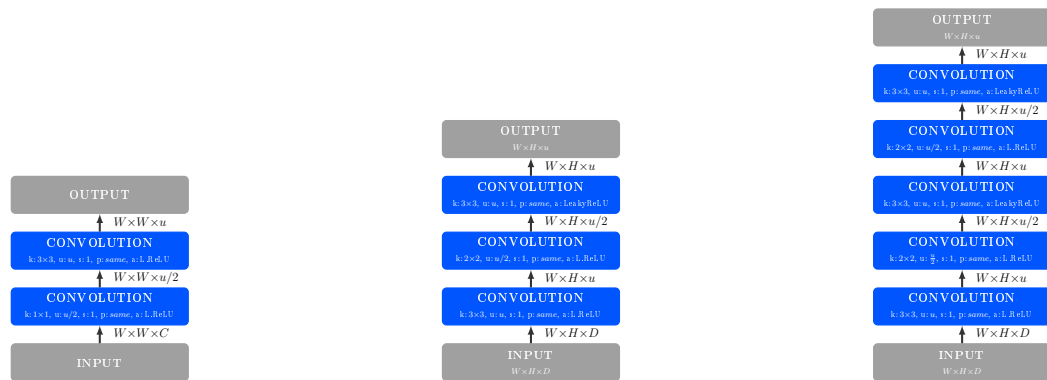 OUTPUT
W×W×u
CONVOLUTION
k:3×3, u:u, s:1, p:same, a:L.ReLU
W×W×u/2
CONVOLUTION
k:1×1, u:u/2, s:1, p:same, a:L.ReLU
W×W×C
INPUT
OUTPUT
W×H×u
W×H×u
CONVOLUTION
k:3×3, u:u, s:1, p:same, a:LeakyReLU
W×H×u/2
CONVOLUTION
k:2×2, u:u/2, s:1, p:same, a:L.ReLU
W×H×u
CONVOLUTION
k:3×3, u:u, s:1, p:same, a:L.ReLU
W×H×D
INPUT
W×H×D
OUTPUT
W×H×u
W×H×u
CONVOLUTION
k:3×3, u:u, s:1, p:same, a:LeakyReLU
W×H×u/2
CONVOLUTION
k:2×2, u:u/2, s:1, p:same, a:L.ReLU
W×H×u
CONVOLUTION
k:3×3, u:u, s:1, p:same, a:LeakyReLU
W×H×u/2
CONVOLUTION
k:2×2, u:u/2, s:1, p:same, a:L.ReLU
W×H×u
CONVOLUTION
k:3×3, u:u, s:1, p:same, a:L.ReLU
W×H×D
INPUT
W×H×D